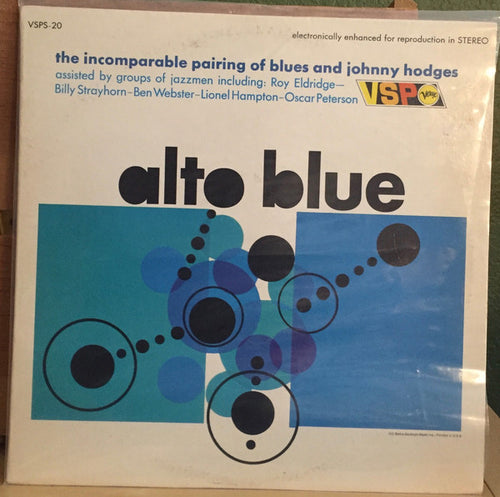 VSPS-20
electronically enhanced for reproduction in STEREO
the incomparable pairing of blues and johnny hodges
assisted by groups of jazzmen including: Roy Eldridge—
Billy Strayhorn–Ben Webster–Lionel Hampton–Oscar Peterson
VSP
Verve
alto blue